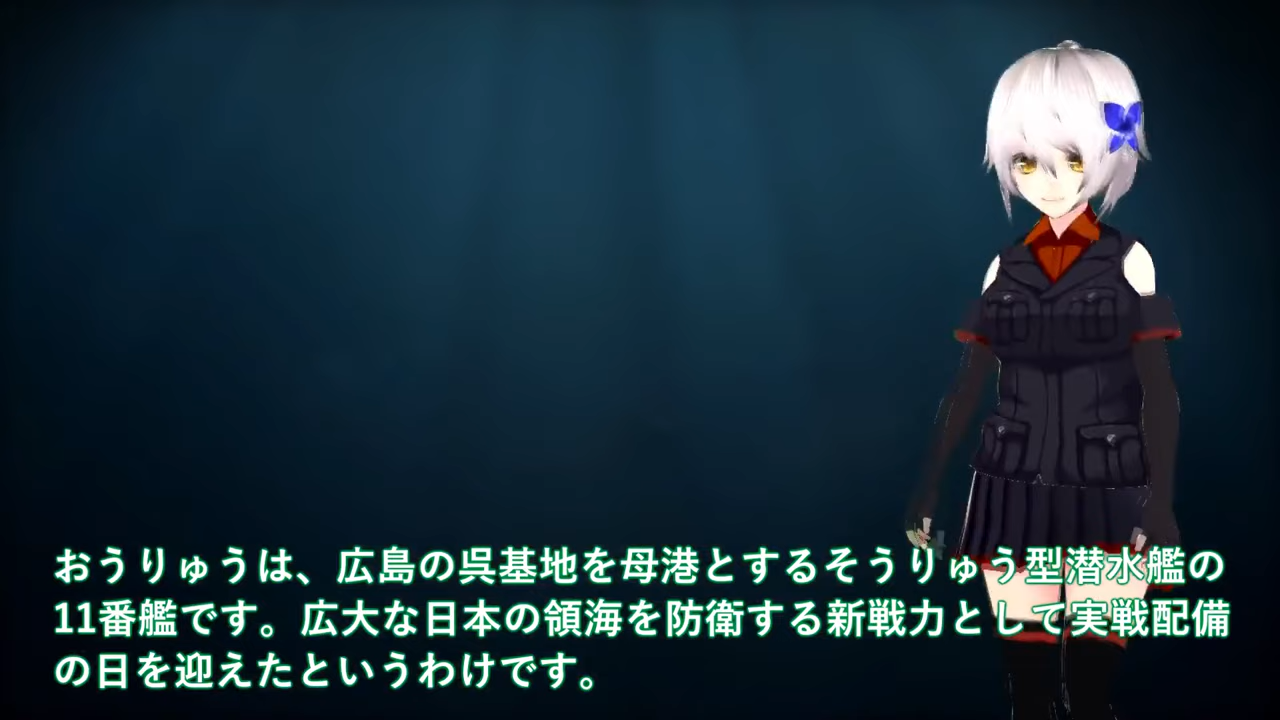 おうりゅうは、広島の呉基地を母港とするそうりゅう型潜水艦の
11番艦です。広大な日本の領海を防衛する新戦力として実戦配備
の日を迎えたというわけです。